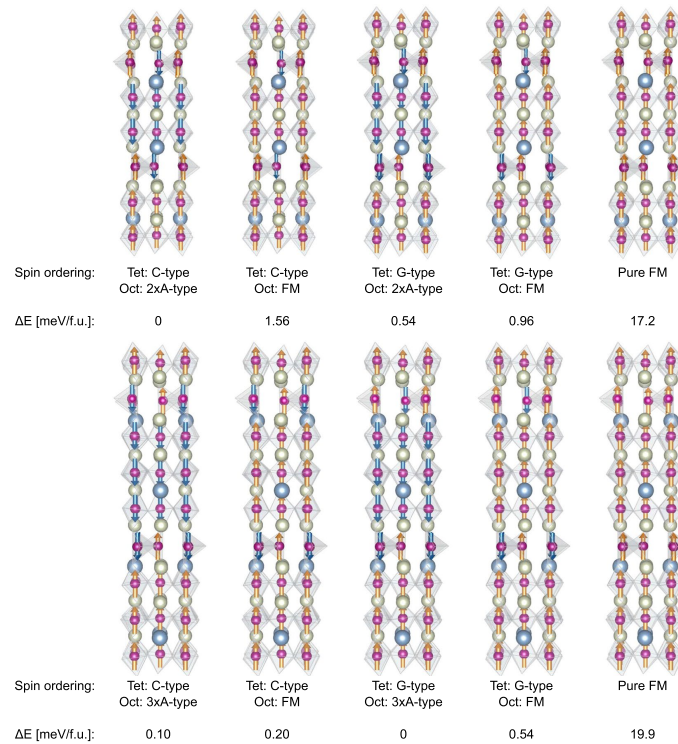 Spin ordering: Tet: C-type Tet: C-type Tet: G-type Tet: G-type Pure FM
Oct: 2xA-type Oct: FM Oct: 2xA-type Oct: FM
ΔE [meV/f.u.]: 0 1.56 0.54 0.96 17.2
Spin ordering: Tet: C-type Tet: C-type Tet: G-type Tet: G-type Pure FM
Oct: 3xA-type Oct: FM Oct: 3xA-type Oct: FM
ΔE [meV/f.u.]: 0.10 0.20 0 0.54 19.9